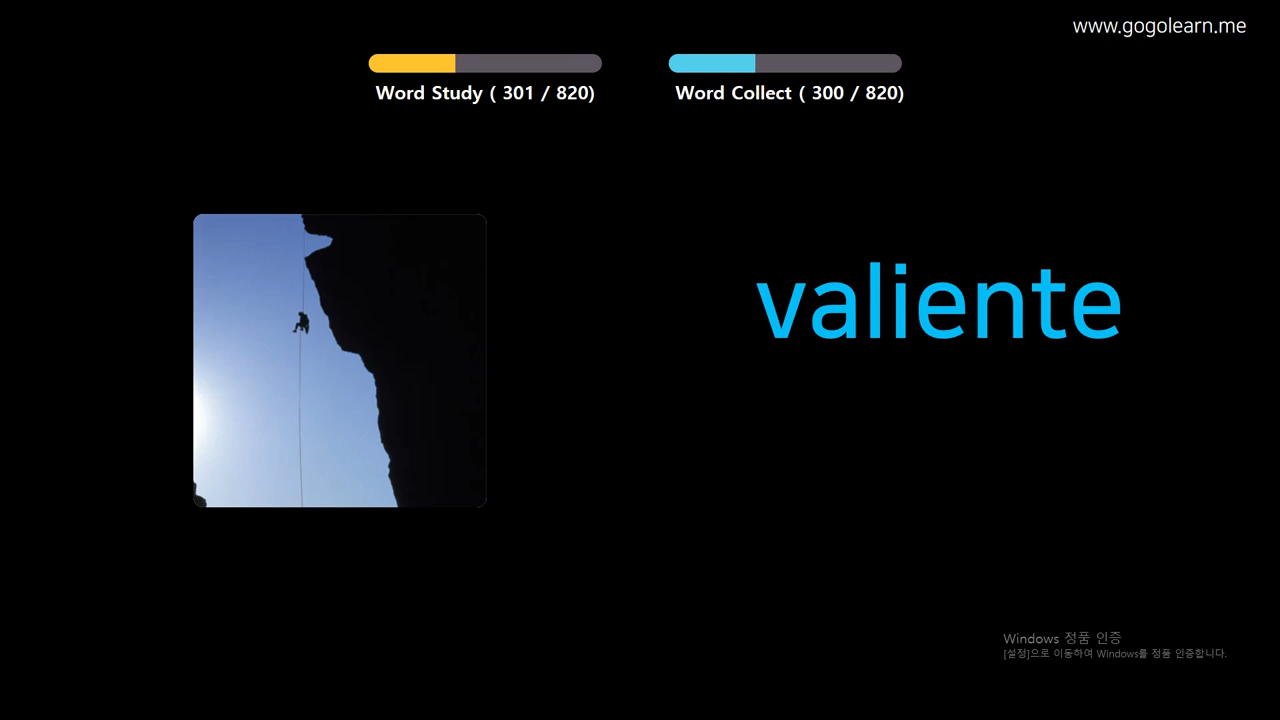 www.gogolearn.me
Word Study ( 301 / 820)
Word Collect ( 300 / 820)
valiente
Windows 정품 인증
[설정]으로 이동하여 Windows를 정품 인증합니다.